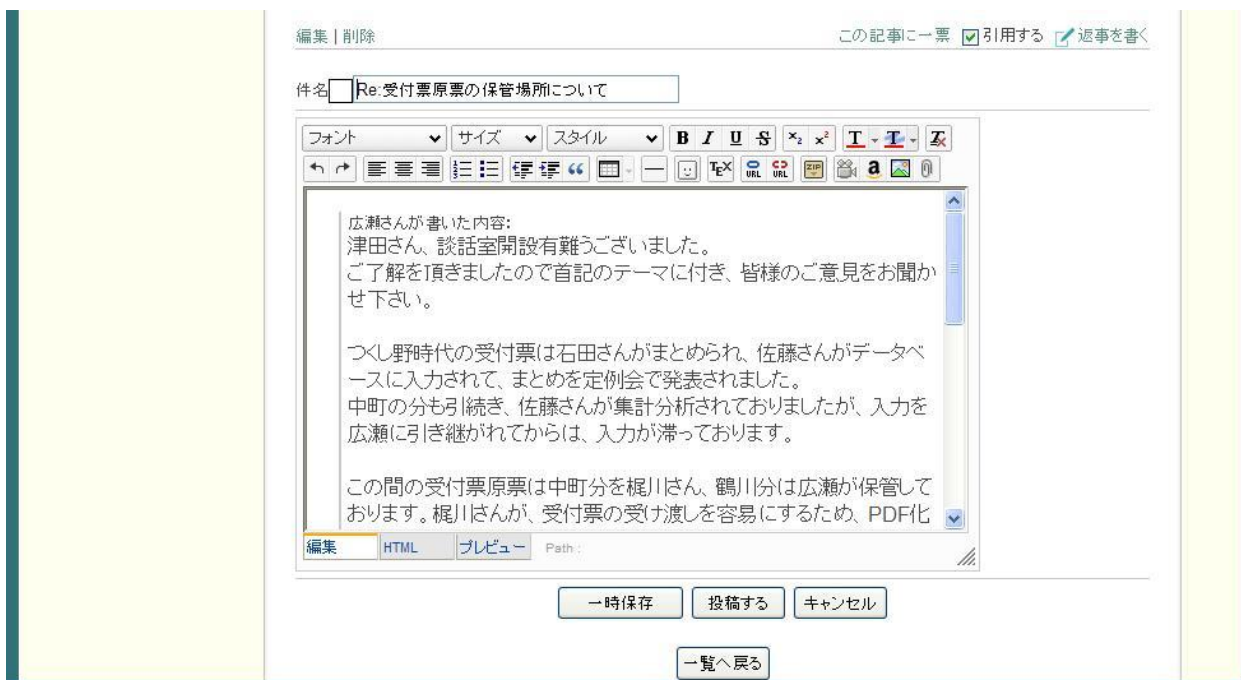 編集 | 削除
この記事に一票 引用する 返事を書く
件名 Re:受付票原票の保管場所について
フォント サイズ スタイル B I U S x₂ x² T T
TEX URL URL ZIP a
広瀬さんが書いた内容:
津田さん、談話室開設有難うございました。
ご了解を頂きましたので首記のテーマに付き、皆様のご意見をお聞か
せ下さい。
つくし野時代の受付票は石田さんがまとめられ、佐藤さんがデータベ
ースに入力されて、まとめを定例会で発表されました。
中町の分も引続き、佐藤さんが集計分析されておりましたが、入力を
広瀬に引き継がれてからは、入力が滞っております。
この間の受付票原票は中町分を梶川さん、鶴川分は広瀬が保管して
おります。梶川さんが、受付票の受け渡しを容易にするため、PDF化
編集 HTML プレビュー Path :
一時保存 投稿する キャンセル
一覧へ戻る